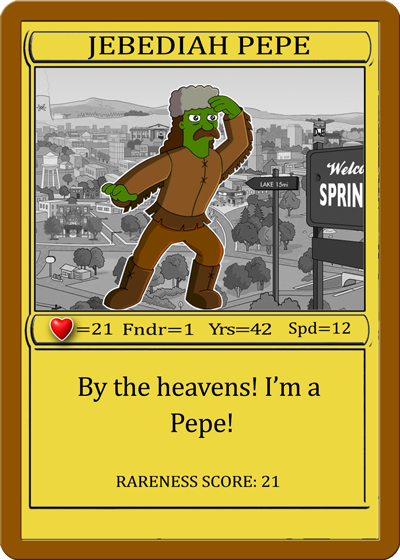 JEBEDIAH PEPE
LAKE 1.5mi
Welco
SPRIN
=21 Fndr=1 Yrs=42 Spd=12
By the heavens! I’m a
Pepe!
RARENESS SCORE: 21